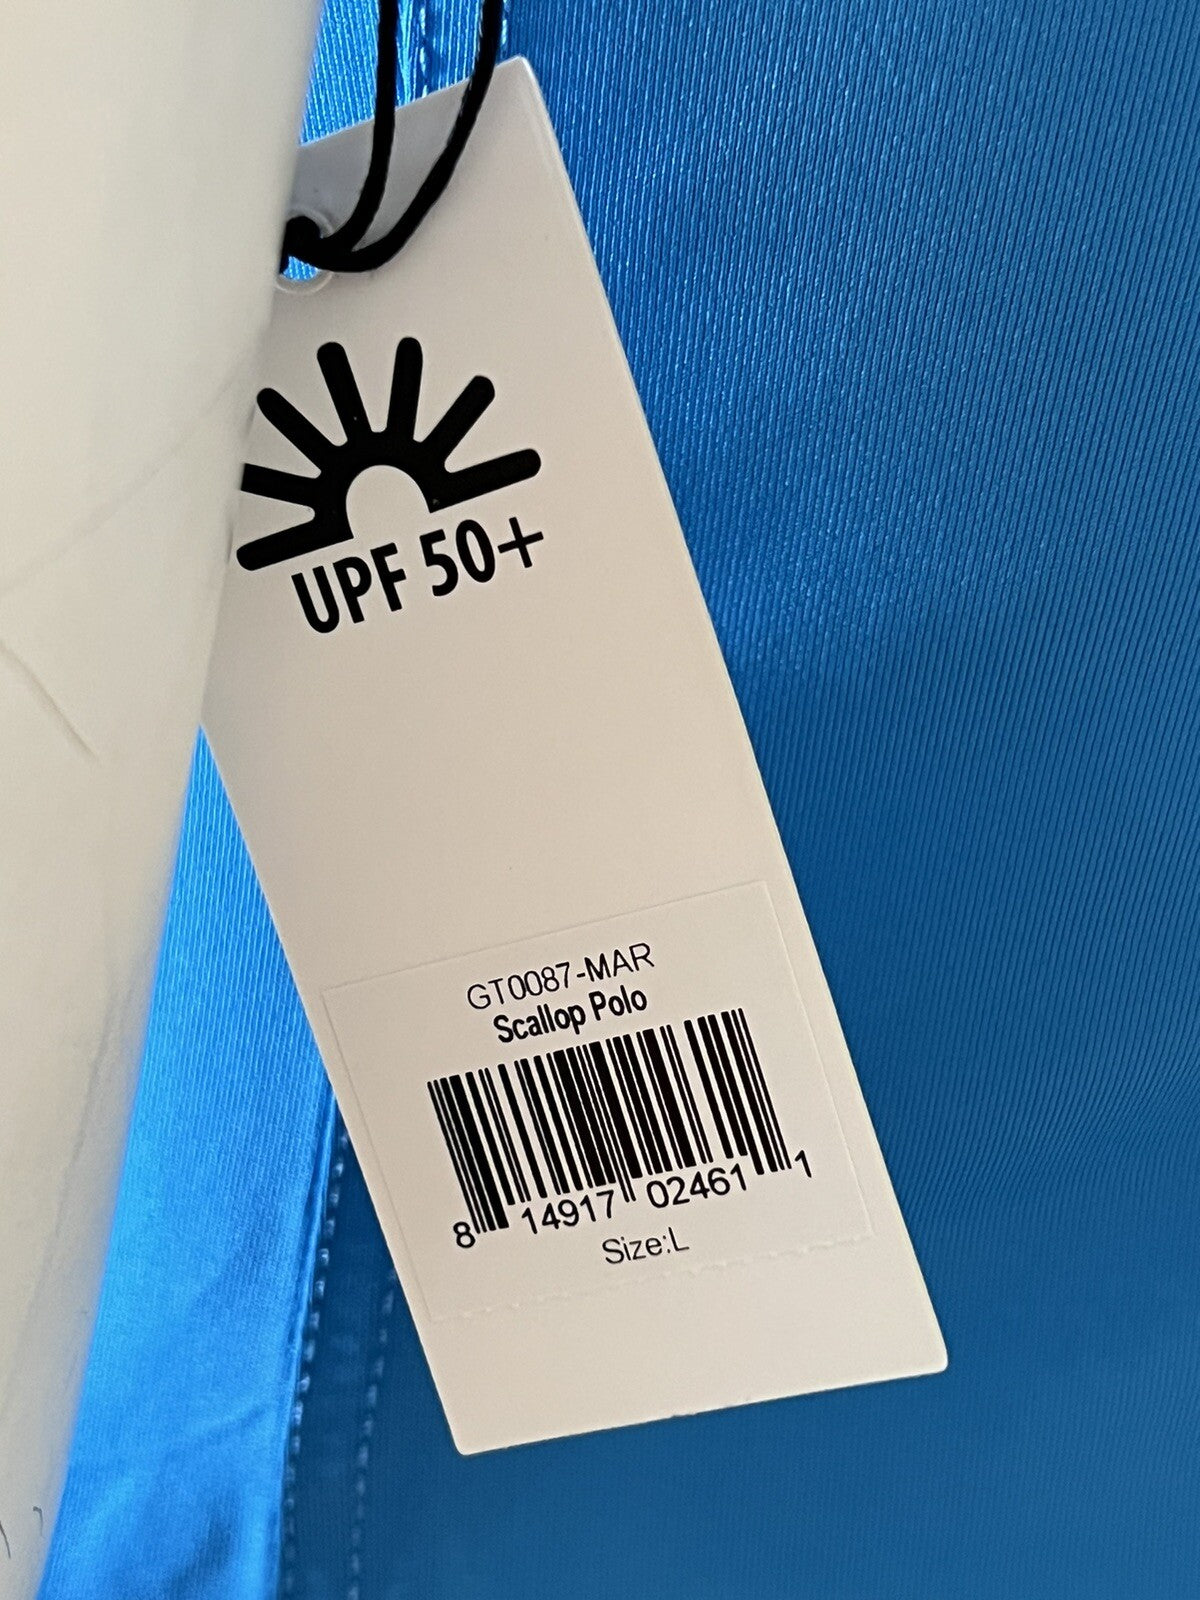 UPF 50+
GT0087-MAR
Scallop Polo
8 14917 02461 1
Size:L